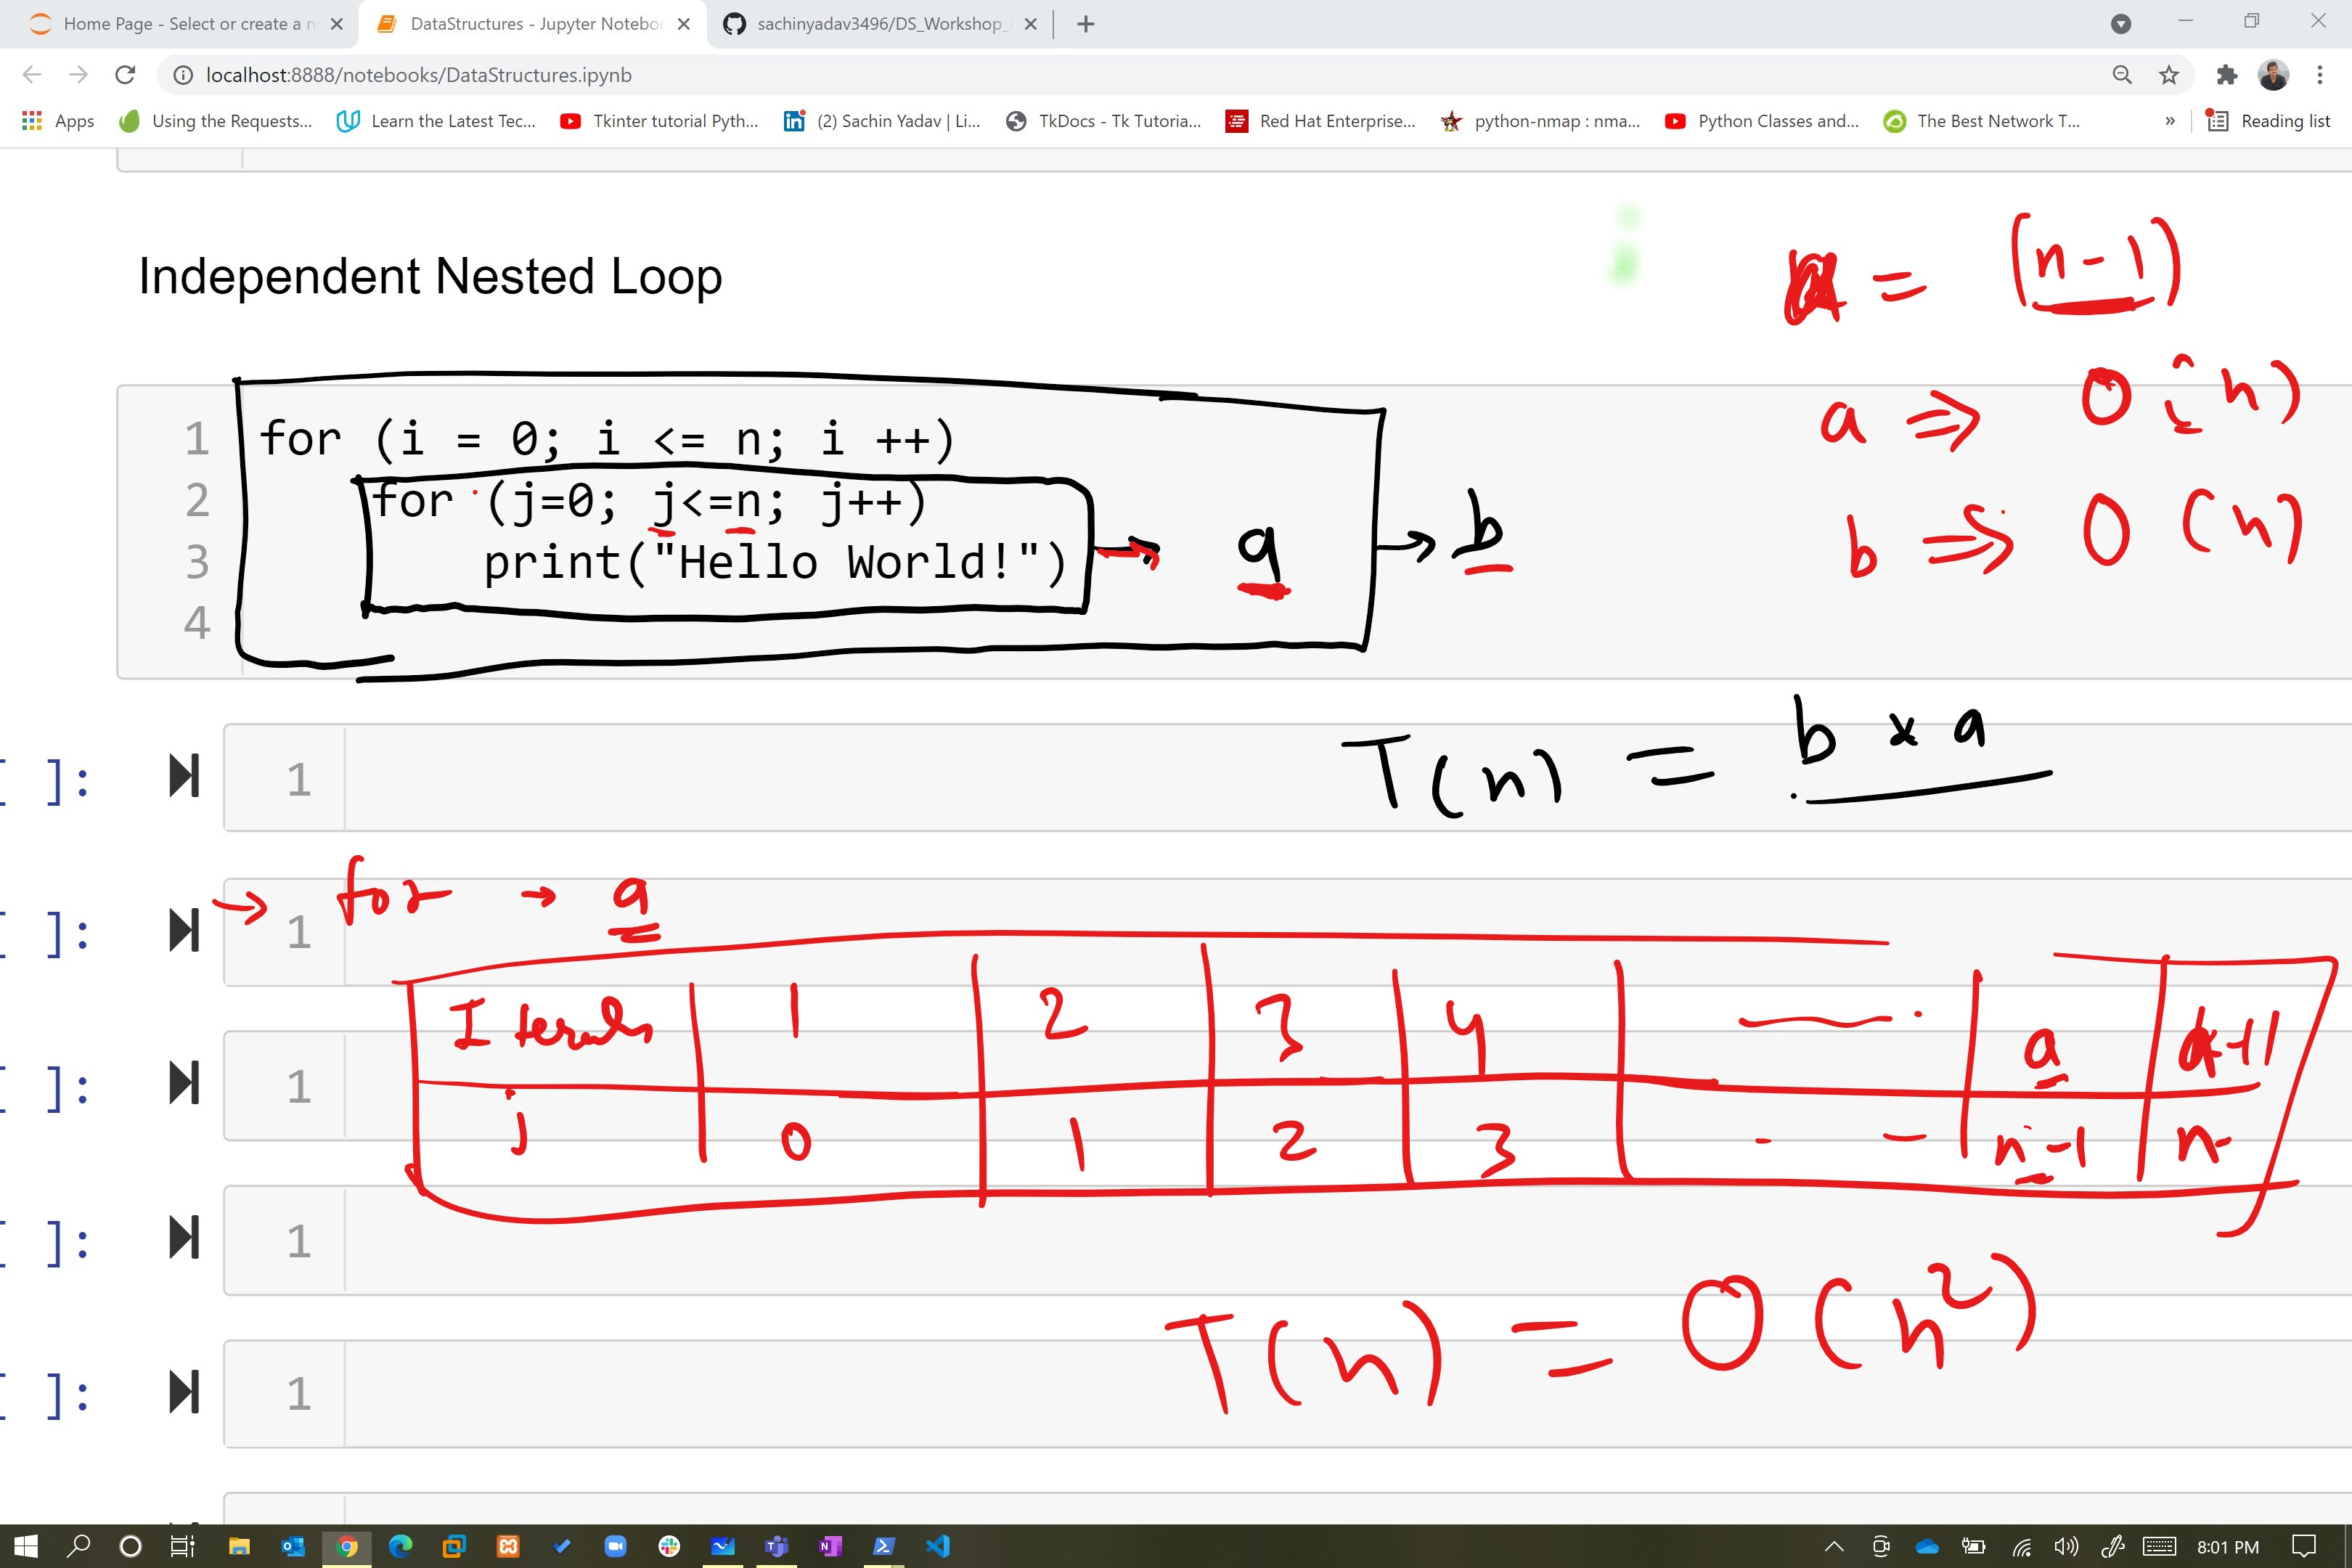 Home Page - Select or create a n
DataStructures - Jupyter Noteboo
sachinyadav3496/DS_Workshop_
localhost:8888/notebooks/DataStructures.ipynb
Apps
Using the Requests...
Learn the Latest Tec...
Tkinter tutorial Pyth...
(2) Sachin Yadav | Li...
TkDocs - Tk Tutoria...
Red Hat Enterprise...
python-nmap : nma...
Python Classes and...
The Best Network T...
»
Reading list
Independent Nested Loop
= (n-1)
a ⇒ O(n)
b ⇒ O(n)
1 for (i = 0; i <= n; i ++)
2 for (j=0; j<=n; j++)
3 print("Hello World!") → a → b
4
T(n) = b * a
[ ]: 1
→ for → a
[ ]: 1
1 2 3 4 a a+1
[ ]: 1
j 0 1 2 3 - - n-1 n
[ ]: 1
T(n) = O(n²)
[ ]: 1
8:01 PM